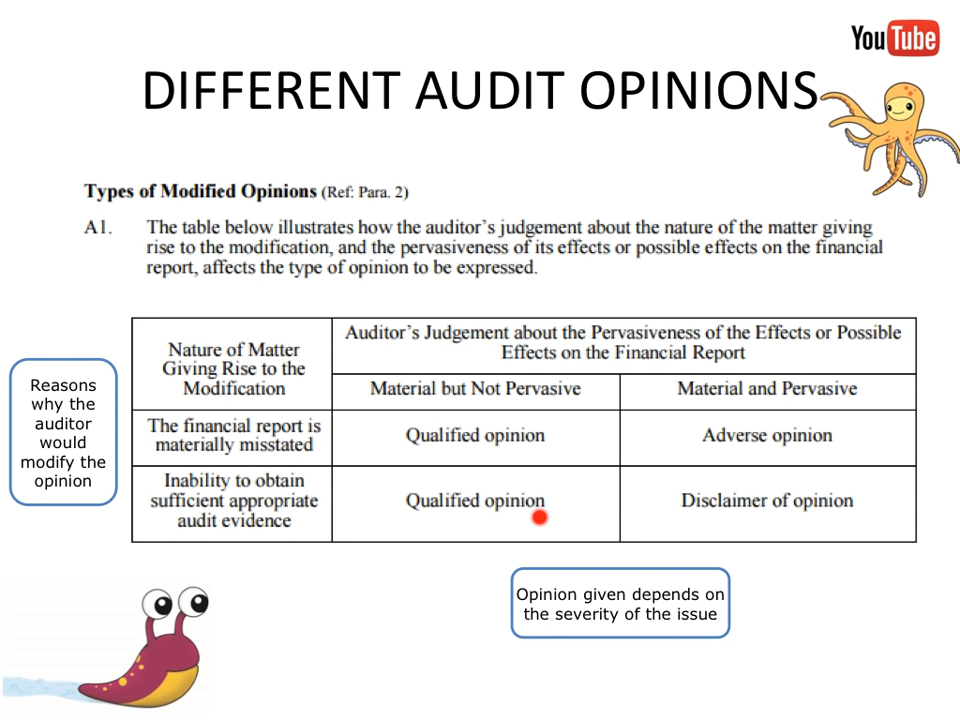 YouTube
DIFFERENT AUDIT OPINIONS
Types of Modified Opinions (Ref: Para. 2)
A1. The table below illustrates how the auditor's judgement about the nature of the matter giving
rise to the modification, and the pervasiveness of its effects or possible effects on the financial
report, affects the type of opinion to be expressed.
Nature of Matter
Giving Rise to the
Modification
Auditor's Judgement about the Pervasiveness of the Effects or Possible
Effects on the Financial Report
Material but Not Pervasive
Material and Pervasive
The financial report is
materially misstated
Qualified opinion
Adverse opinion
Inability to obtain
sufficient appropriate
audit evidence
Qualified opinion
Disclaimer of opinion
Reasons
why the
auditor
would
modify the
opinion
Opinion given depends on
the severity of the issue